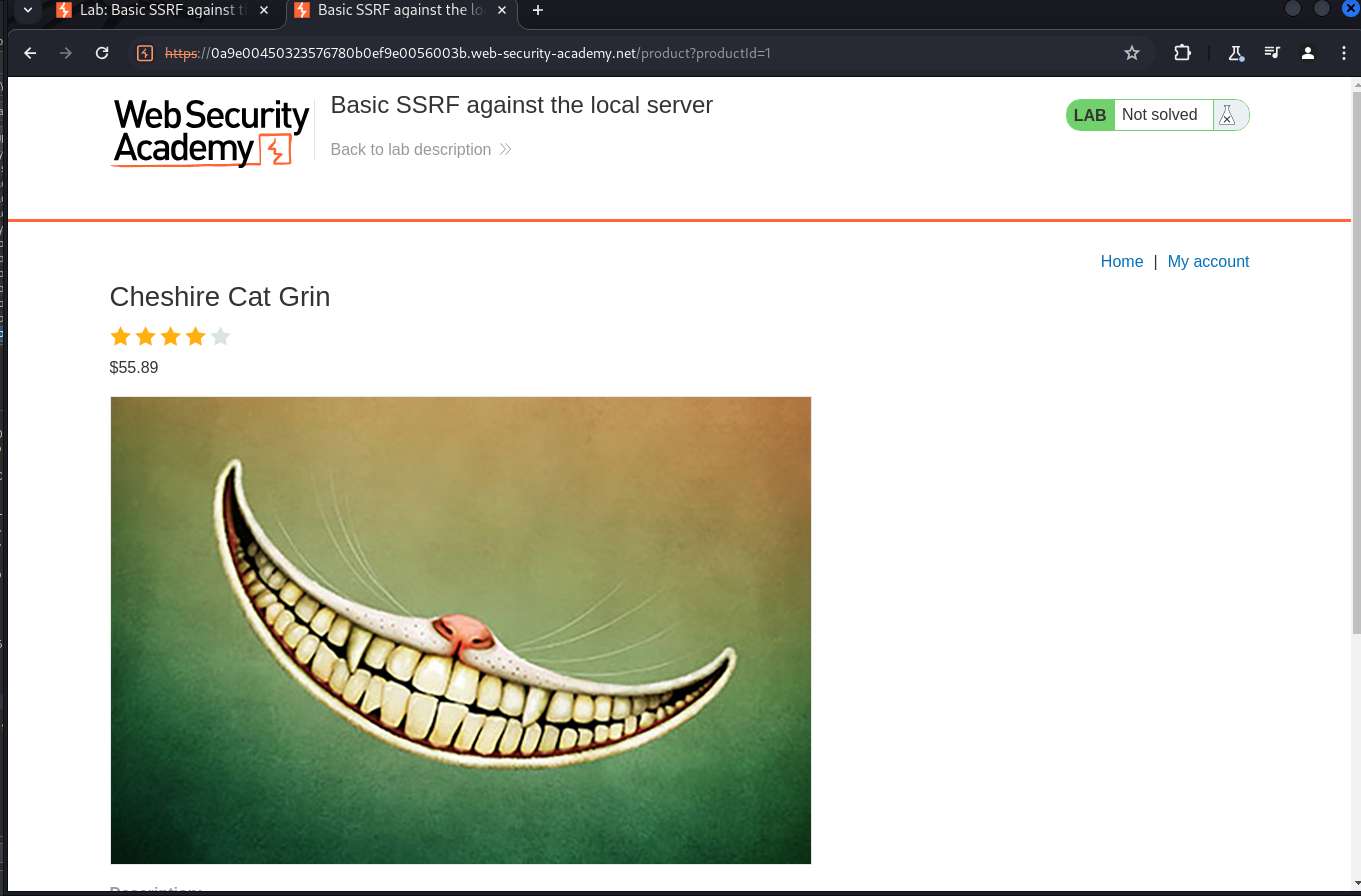 Lab: Basic SSRF against t
Basic SSRF against the lo
https://0a9e00450323576780b0ef9e0056003b.web-security-academy.net/product?productId=1
Web Security
Academy
Basic SSRF against the local server
Back to lab description
LAB
Not solved
Home | My account
Cheshire Cat Grin
$55.89
Description: